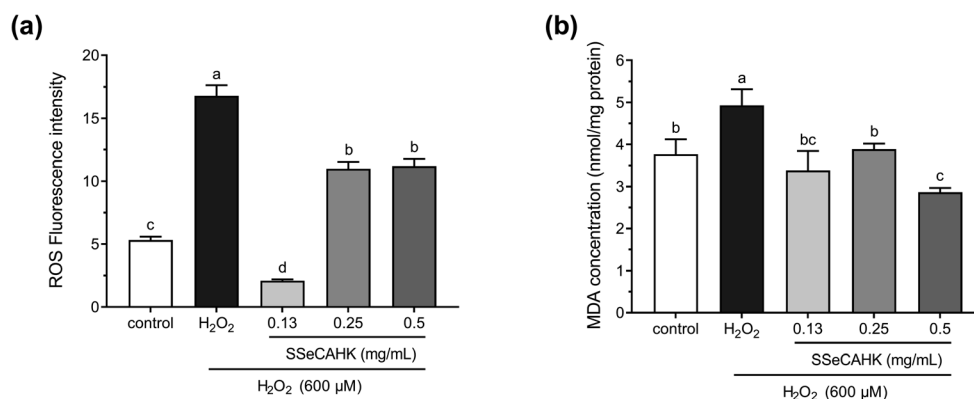 (a)
ROS Fluorescence intensity
20
15
10
5
0
a
b
b
c
d
control
H₂O₂
0.13
0.25
0.5
SSeCAHK (mg/mL)
H₂O₂ (600 μM)
(b)
MDA concentration (nmol/mg protein)
6
5
4
3
2
1
0
a
b
bc
b
c
control
H₂O₂
0.13
0.25
0.5
SSeCAHK (mg/mL)
H₂O₂ (600 μM)